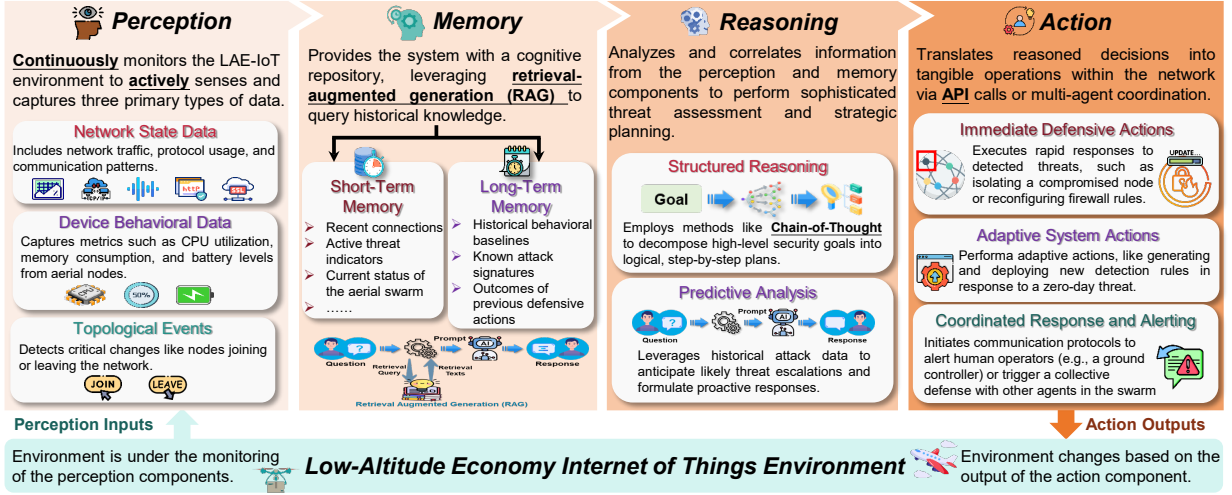 Perception
Continuously monitors the LAE-IoT
environment to actively senses and
captures three primary types of data.
Network State Data
Includes network traffic, protocol usage, and
communication patterns.
TCP/IP
http
SSL
Device Behavioral Data
Captures metrics such as CPU utilization,
memory consumption, and battery levels
from aerial nodes.
CPU
50%
Topological Events
Detects critical changes like nodes joining
or leaving the network.
JOIN
LEAVE
Memory
Provides the system with a cognitive
repository, leveraging retrieval-
augmented generation (RAG) to
query historical knowledge.
Short-Term
Memory
Recent connections
Active threat
indicators
Current status of
the aerial swarm
……
Long-Term
Memory
Historical behavioral
baselines
Known attack
signatures
Outcomes of
previous defensive
actions
Question
Retrieval
Query
Retrieval
Texts
Prompt
AI
Response
Retrieval Augmented Generation (RAG)
Reasoning
Analyzes and correlates information
from the perception and memory
components to perform sophisticated
threat assessment and strategic
planning.
Structured Reasoning
Goal
Employs methods like Chain-of-Thought
to decompose high-level security goals into
logical, step-by-step plans.
Predictive Analysis
Question
Prompt
AI
Response
Leverages historical attack data to
anticipate likely threat escalations and
formulate proactive responses.
Action
Translates reasoned decisions into
tangible operations within the network
via API calls or multi-agent coordination.
Immediate Defensive Actions
Executes rapid responses to
detected threats, such as
isolating a compromised node
or reconfiguring firewall rules.
UPDATE...
Adaptive System Actions
Performa adaptive actions, like generating
and deploying new detection rules in
response to a zero-day threat.
Coordinated Response and Alerting
Initiates communication protocols to
alert human operators (e.g., a ground
controller) or trigger a collective
defense with other agents in the swarm
Perception Inputs
Action Outputs
Environment is under the monitoring
of the perception components.
Low-Altitude Economy Internet of Things Environment
Environment changes based on the
output of the action component.